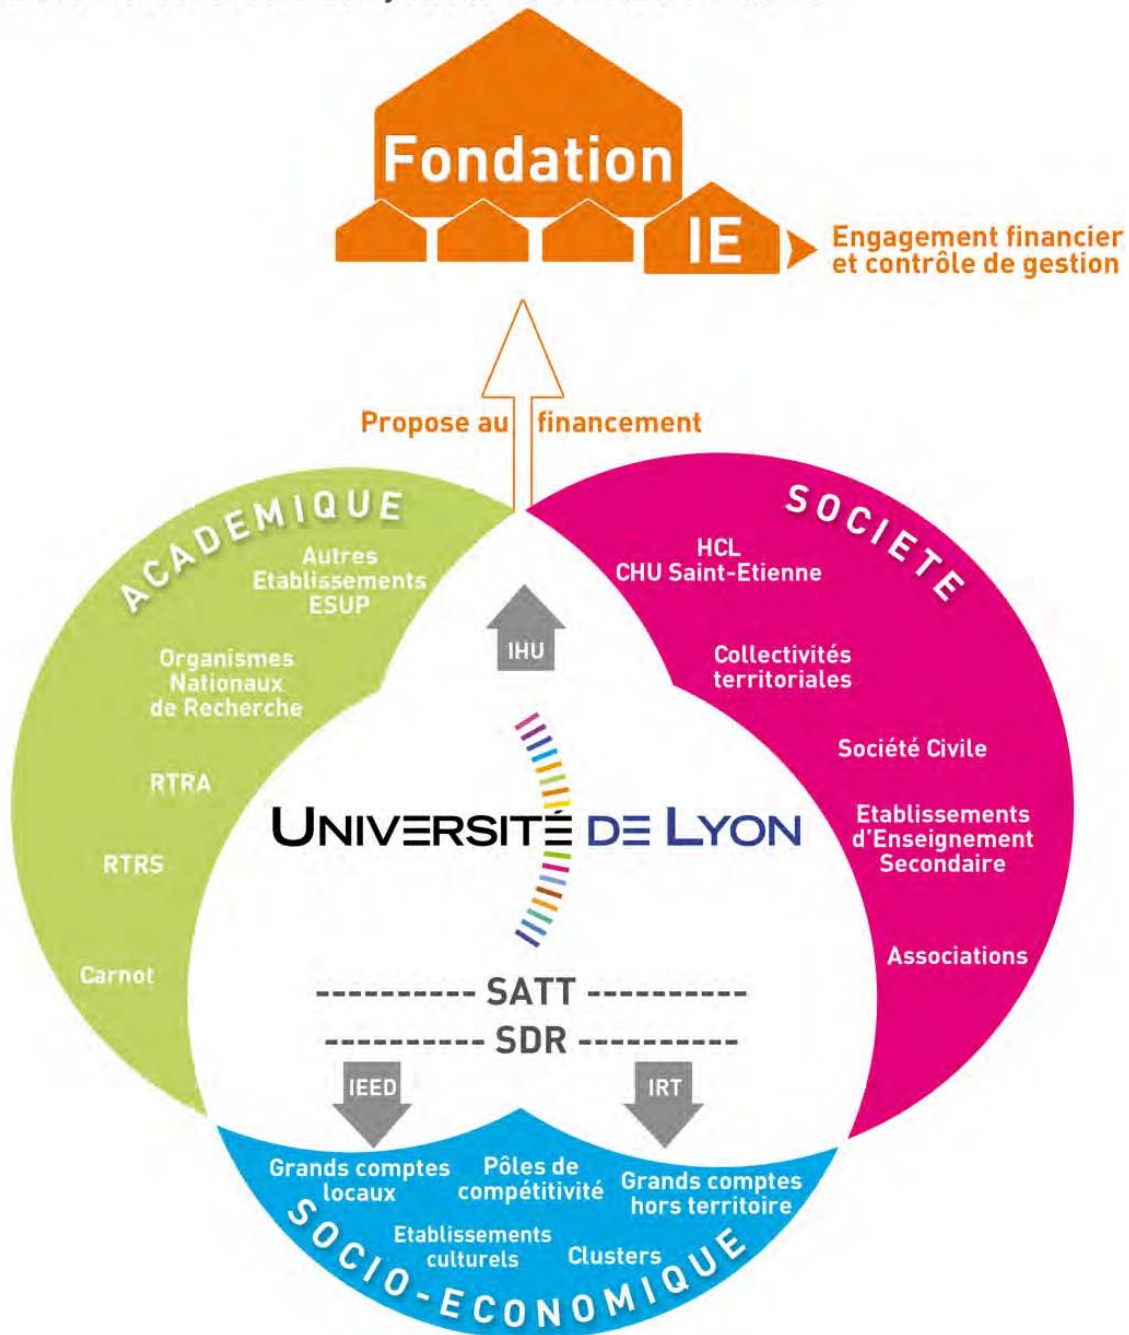 Fondation
IE
Engagement financier
et contrôle de gestion
Propose au financement
ACADEMIQUE
Autres
Etablissements
ESUP
Organismes
Nationaux
de Recherche
RTRA
RTRS
Carnot
SOCIETE
HCL
CHU Saint-Etienne
Collectivités
territoriales
Société Civile
Etablissements
d'Enseignement
Secondaire
Associations
IHU
UNIVERSITÉ DE LYON
---------- SATT ----------
---------- SDR ----------
IEED
IRT
Grands comptes
locaux
Pôles de
compétitivité
Grands comptes
hors territoire
Etablissements
culturels
Clusters
SOCIO-ECONOMIQUE